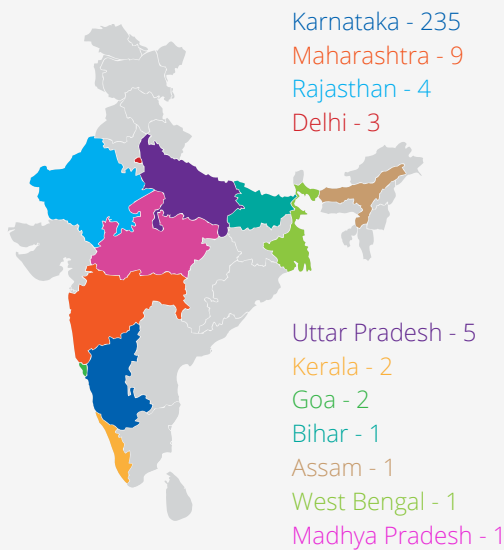 Karnataka - 235
Maharashtra - 9
Rajasthan - 4
Delhi - 3
Uttar Pradesh - 5
Kerala - 2
Goa - 2
Bihar - 1
Assam - 1
West Bengal - 1
Madhya Pradesh - 1